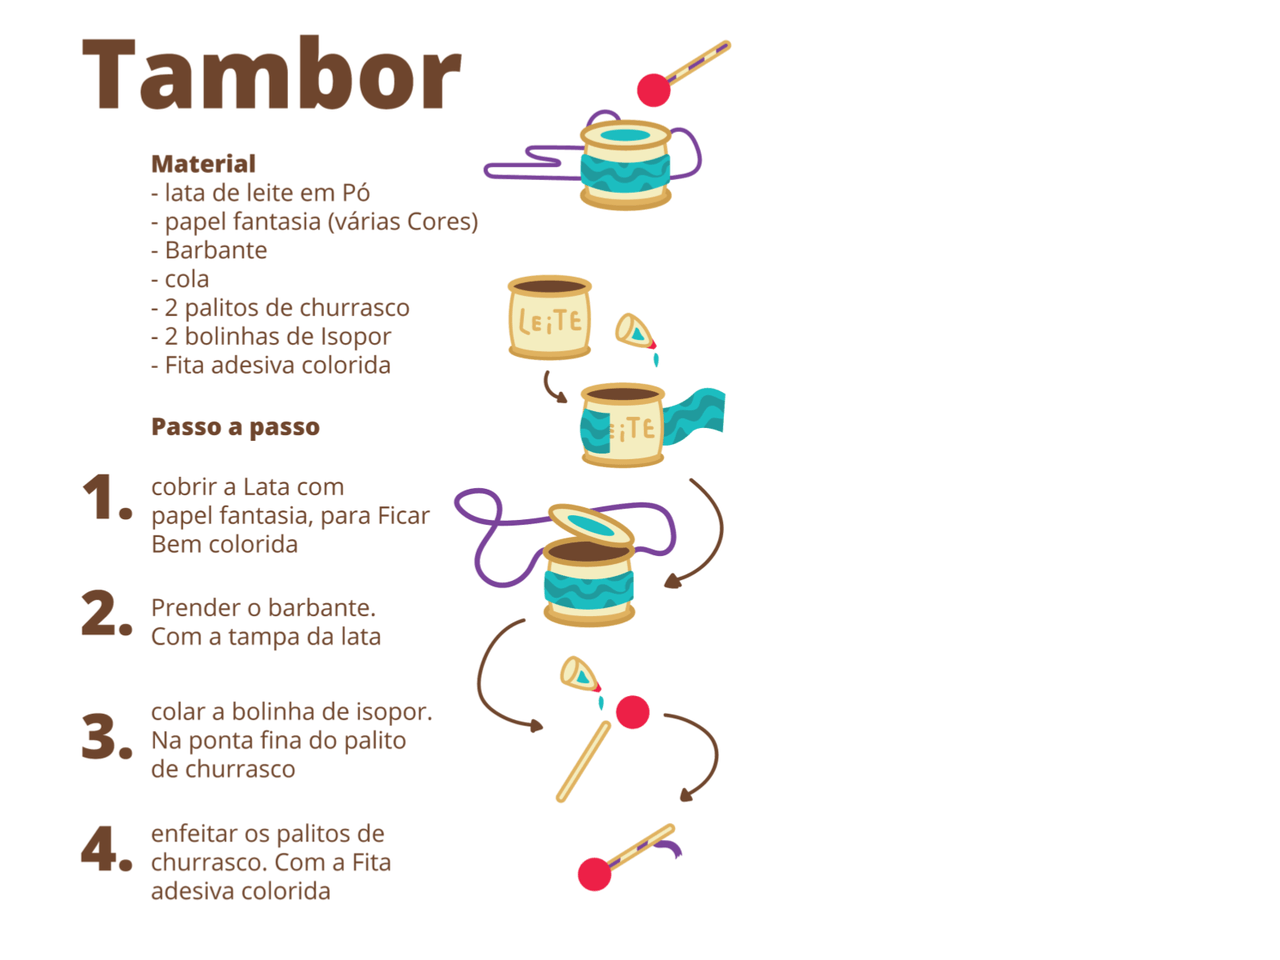 Tambor
Material
- lata de leite em Pó
- papel fantasia (várias Cores)
- Barbante
- cola
- 2 palitos de churrasco
- 2 bolinhas de Isopor
- Fita adesiva colorida
Passo a passo
1. cobrir a Lata com
papel fantasia, para Ficar
Bem colorida
2. Prender o barbante.
Com a tampa da lata
3. colar a bolinha de isopor.
Na ponta fina do palito
de churrasco
4. enfeitar os palitos de
churrasco. Com a Fita
adesiva colorida
LEiTE
EiTE